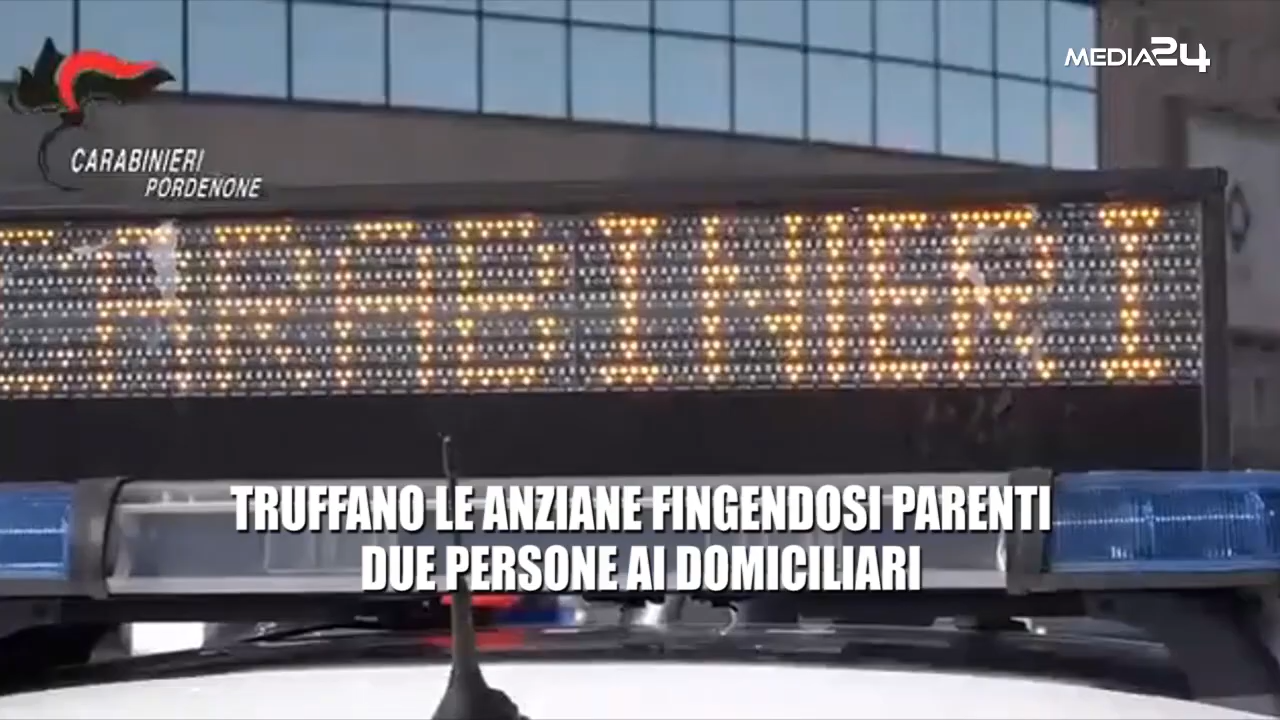 MEDIA24
CARABINIERI
PORDENONE
CARABINIERI
TRUFFANO LE ANZIANE FINGENDOSI PARENTI
DUE PERSONE AI DOMICILIARI